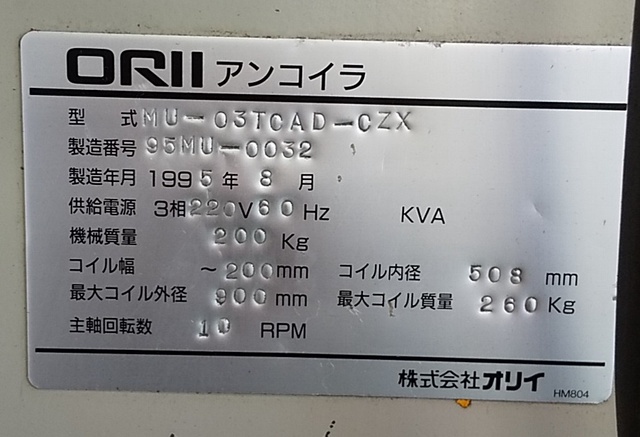 ORII アンコイラ
型 式 MU-03TCAD-CZX
製造番号 95MU-0032
製造年月 1995年 8 月
供給電源 3相220V60Hz KVA
機械質量 200 Kg
コイル幅 ～200mm コイル内径 508 mm
最大コイル外径 900 mm 最大コイル質量 260Kg
主軸回転数 10 RPM
株式会社オリイ
HM804